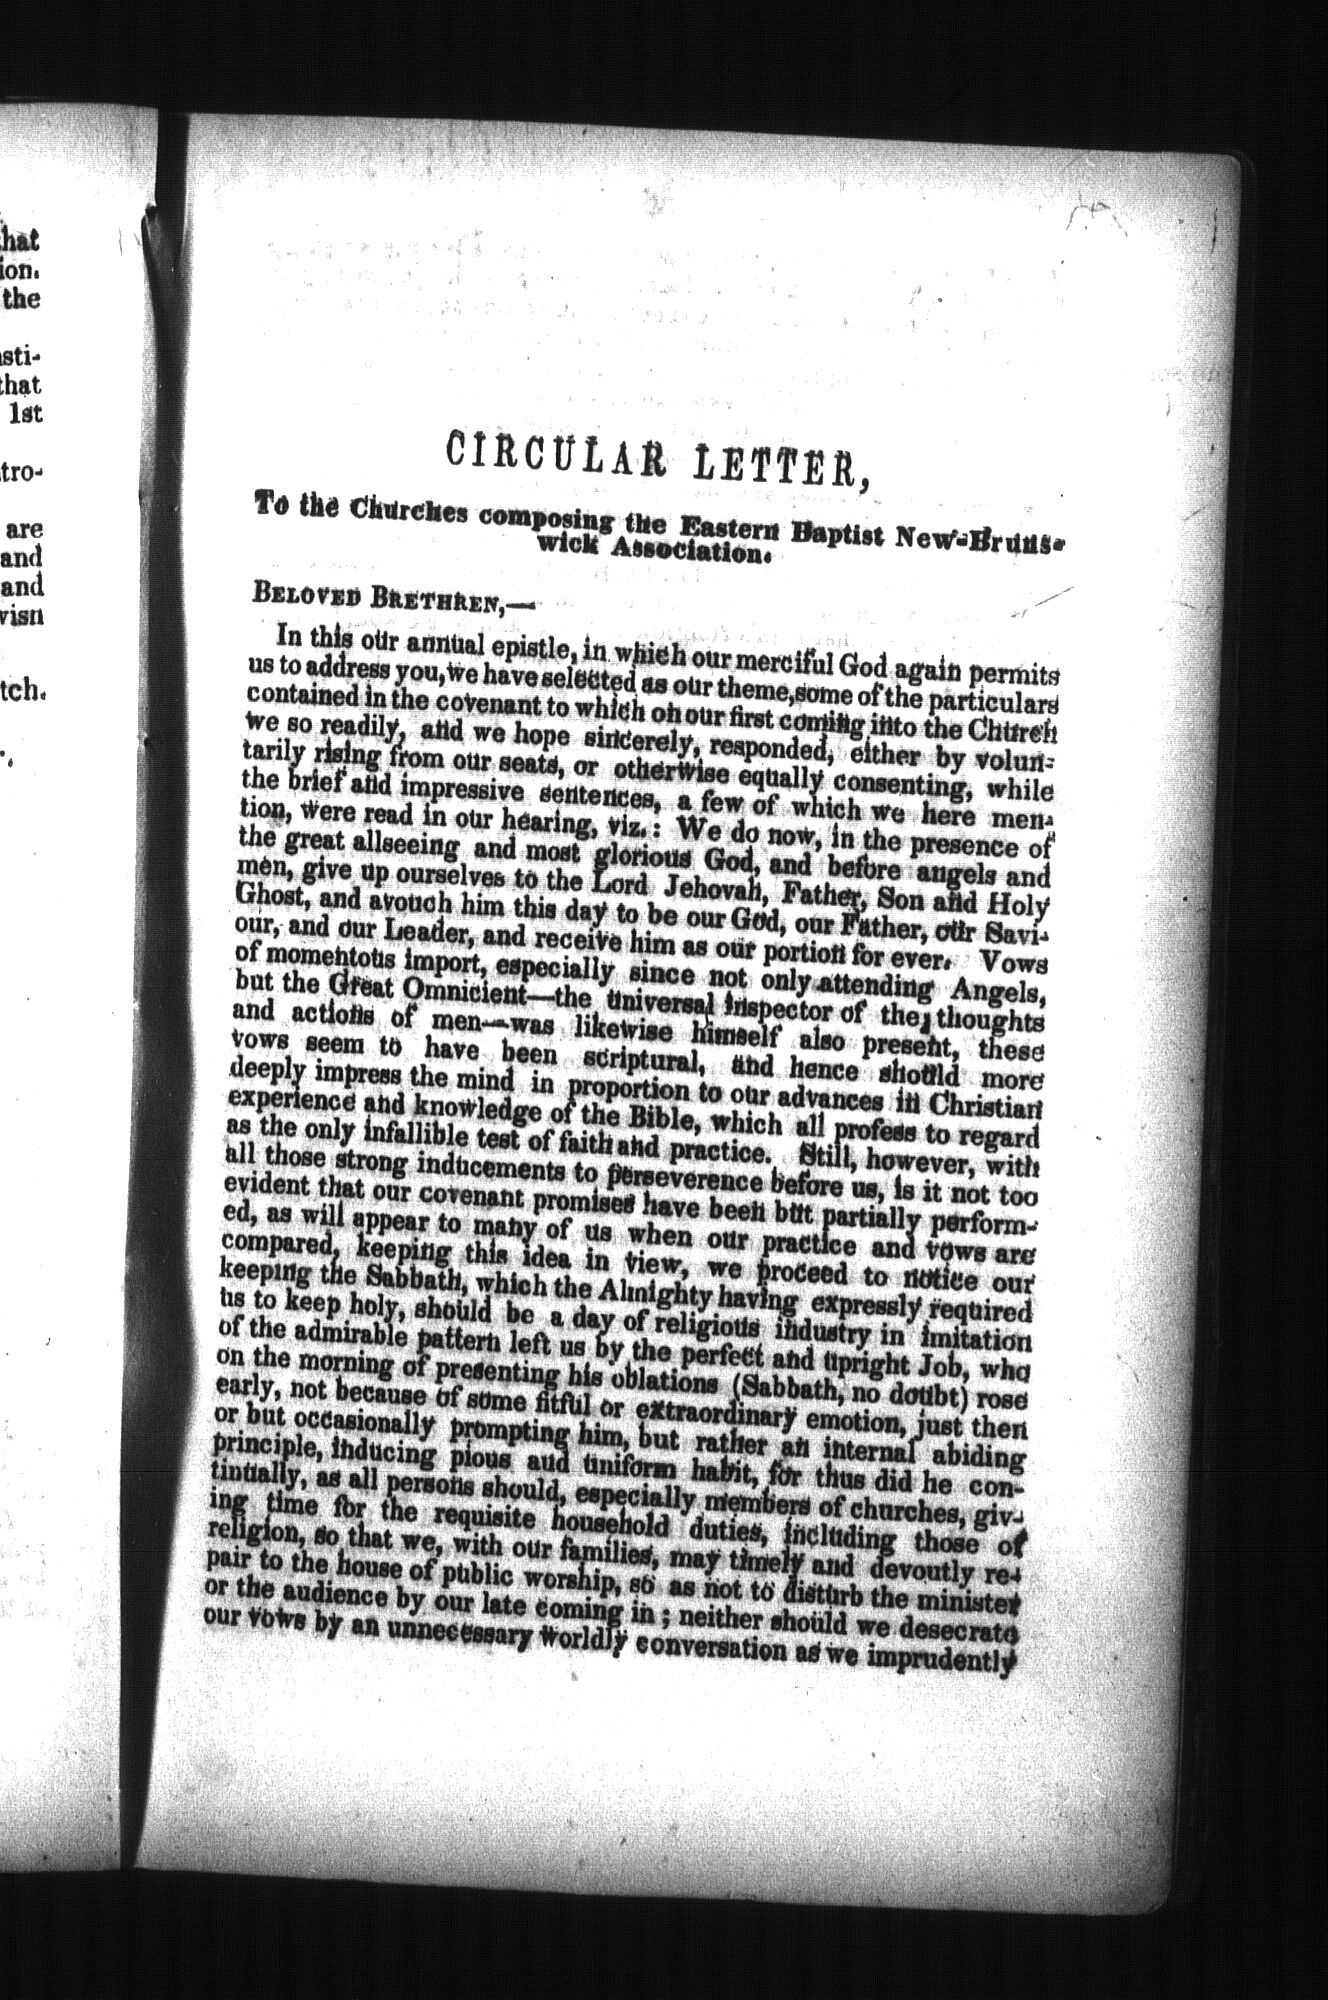 that
ion.
the
sti-
that
1st
tro-
are
and
and
tch.
CIRCULAR LETTER,
To the Churches composing the Eastern Baptist New-Bruns-
wick Association.
BELOVED BRETHREN,—
In this our annual epistle, in which our merciful God again permits
us to address you, we have selected as our theme, some of the particulars
contained in the covenant to which on our first coming into the Church
we so readily, and we hope sincerely, responded, either by volun-
tarily rising from our seats, or otherwise equally consenting, while
the brief and impressive sentences, a few of which we here men-
tion, were read in our hearing, viz.: We do now, in the presence of
the great allseeing and most glorious God, and before angels and
men, give up ourselves to the Lord Jehovah, Father, Son and Holy
Ghost, and avouch him this day to be our God, our Father, our Savi-
our, and our Leader, and receive him as our portion for ever. Vows
of momentous import, especially since not only attending Angels,
but the Great Omnicient—the universal inspector of the thoughts
and actions of men—was likewise himself also present, these
vows seem to have been scriptural, and hence should more
deeply impress the mind in proportion to our advances in Christian
experience and knowledge of the Bible, which all profess to regard
as the only infallible test of faith and practice. Still, however, with
all those strong inducements to perseverence before us, is it not too
evident that our covenant promises have been but partially perform-
ed, as will appear to many of us when our practice and vows are
compared, keeping this idea in view, we proceed to notice our
keeping the Sabbath, which the Almighty having expressly required
us to keep holy, should be a day of religious industry in imitation
of the admirable pattern left us by the perfect and upright Job, who
on the morning of presenting his oblations (Sabbath, no doubt) rose
early, not because of some fitful or extraordinary emotion, just then
or but occasionally prompting him, but rather an internal abiding
principle, inducing pious and uniform habit, for thus did he con-
tinually, as all persons should, especially members of churches, giv-
ing time for the requisite household duties, including those of
religion, so that we, with our families, may timely and devoutly re-
pair to the house of public worship, so as not to disturb the minister
or the audience by our late coming in; neither should we desecrate
our vows by an unnecessary worldly conversation as we imprudently